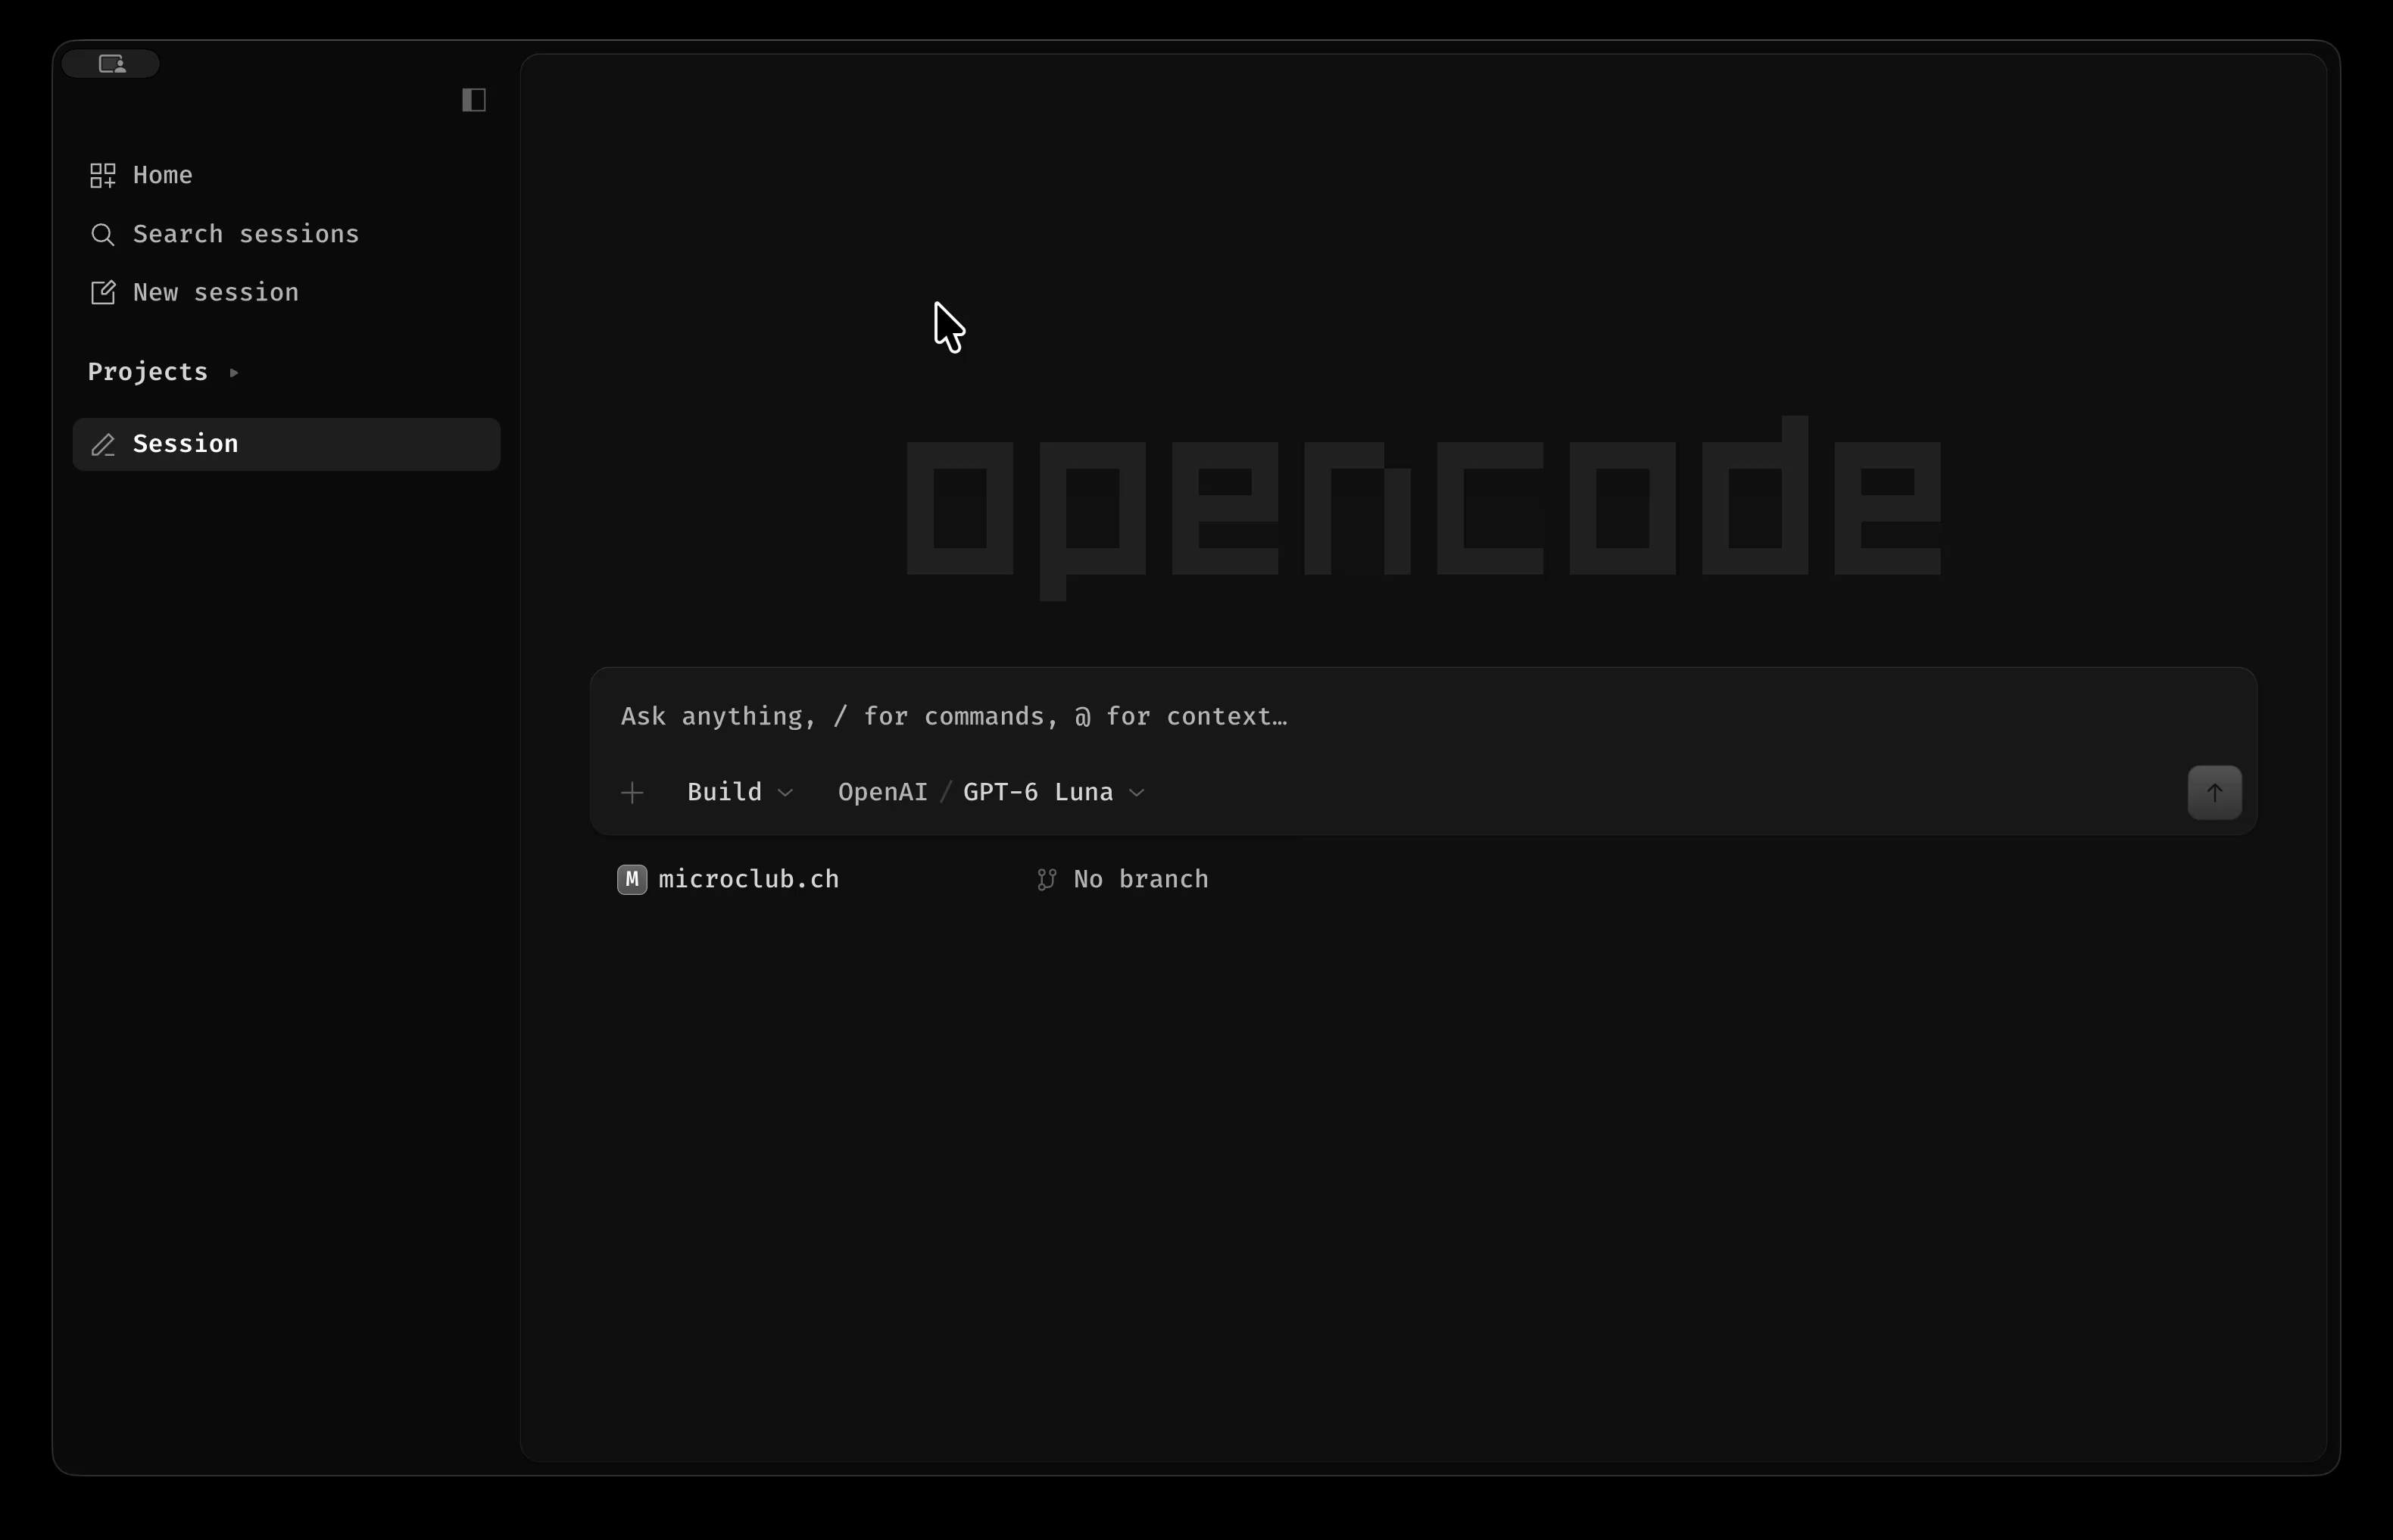 Home
Search sessions
New session
Projects
Session
opencode
Ask anything, / for commands, @ for context…
Build OpenAI / GPT-6 Luna
M microclub.ch No branch